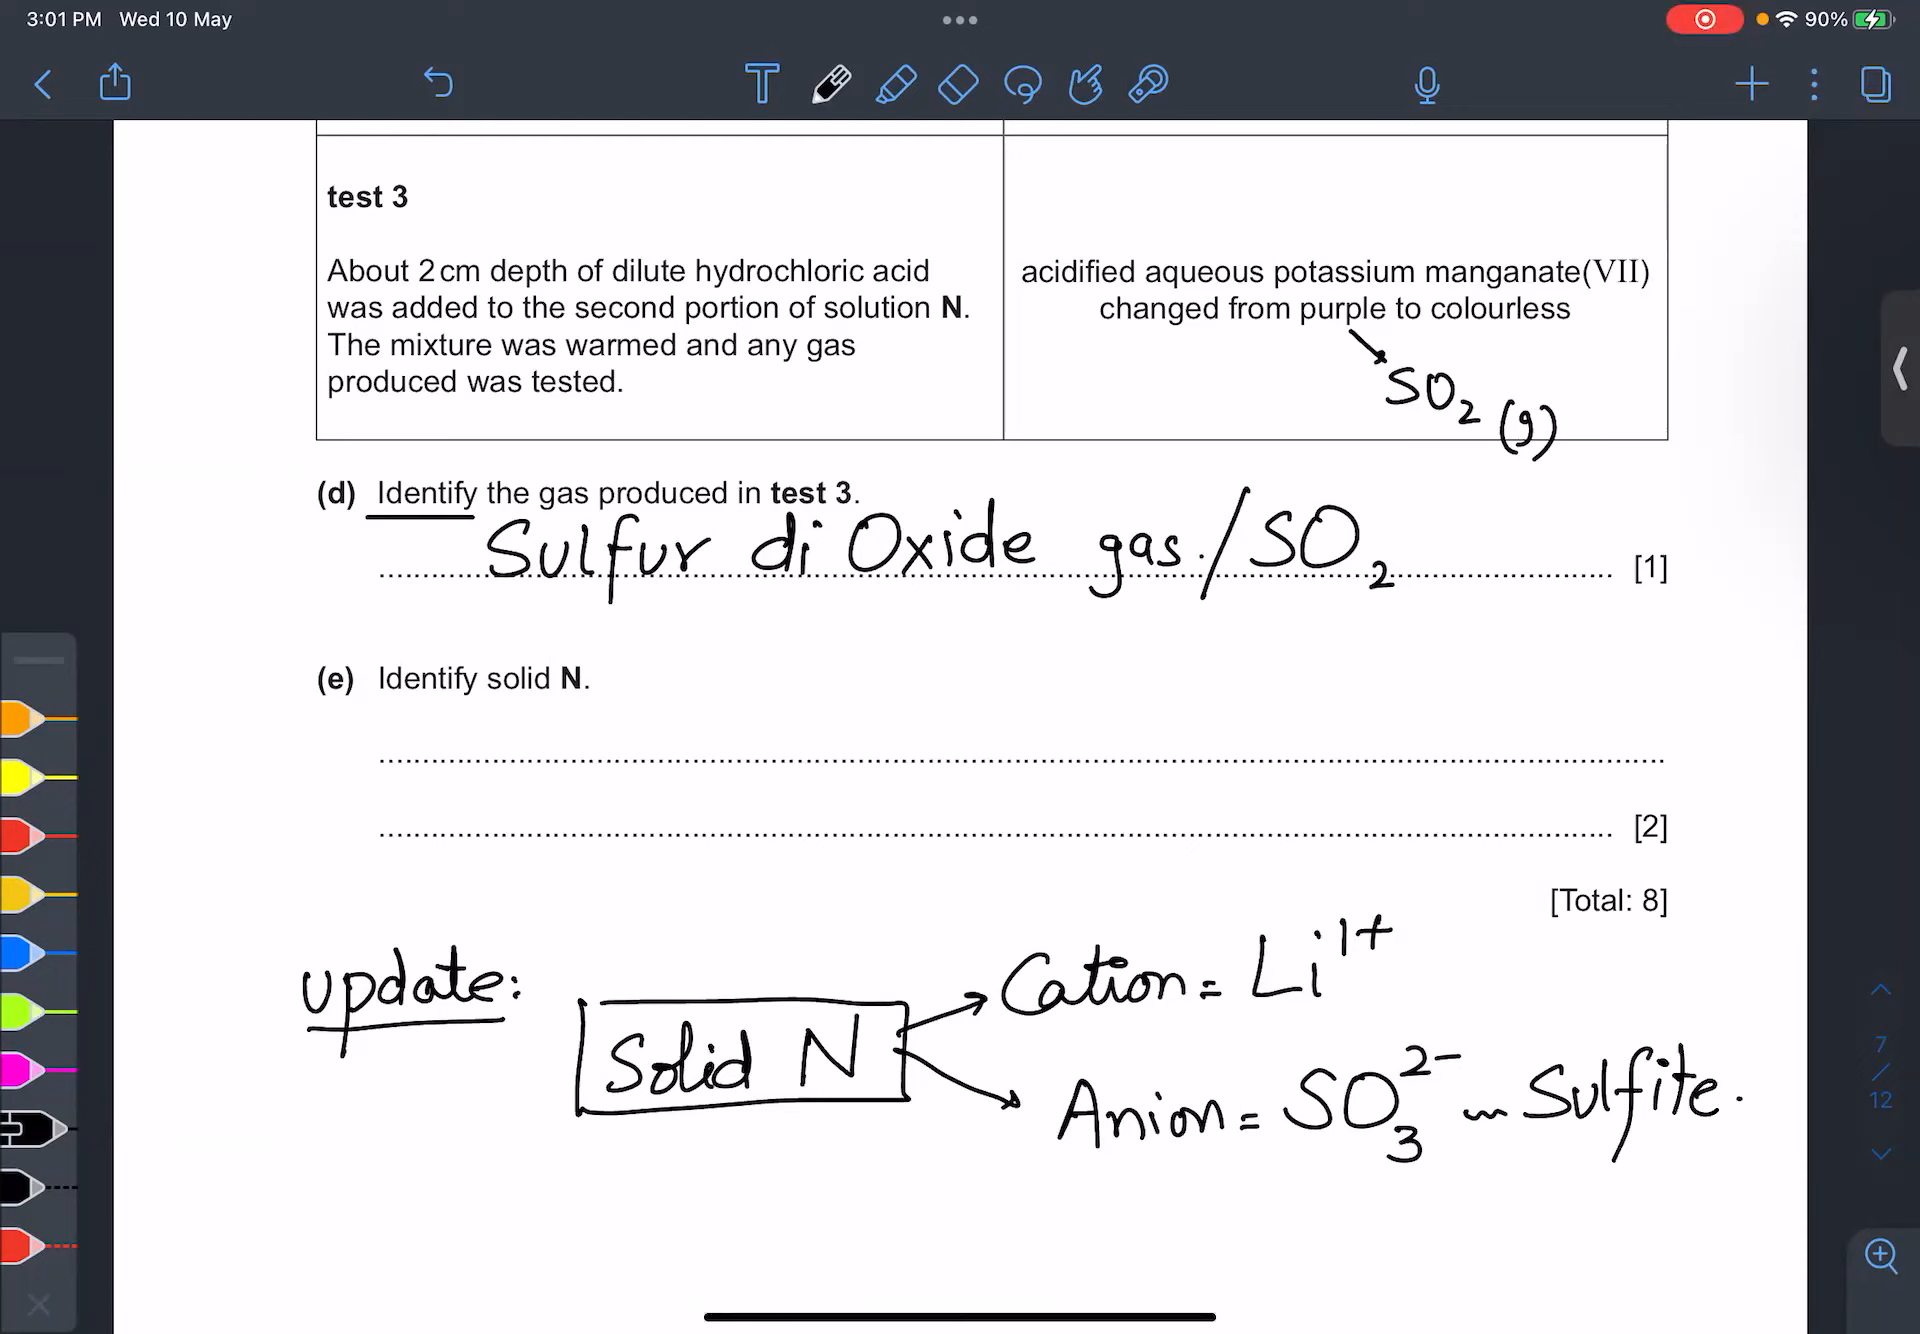 3:01 PM Wed 10 May
90%
test 3
About 2 cm depth of dilute hydrochloric acid
was added to the second portion of solution N.
The mixture was warmed and any gas
produced was tested.
acidified aqueous potassium manganate(VII)
changed from purple to colourless
SO₂ (g)
(d) Identify the gas produced in test 3.
Sulfur di Oxide gas./SO₂
[1]
(e) Identify solid N.
[2]
[Total: 8]
update:
Solid N
Cation = Li¹⁺
Anion = SO₃²⁻ ~ Sulfite.
7
/
12